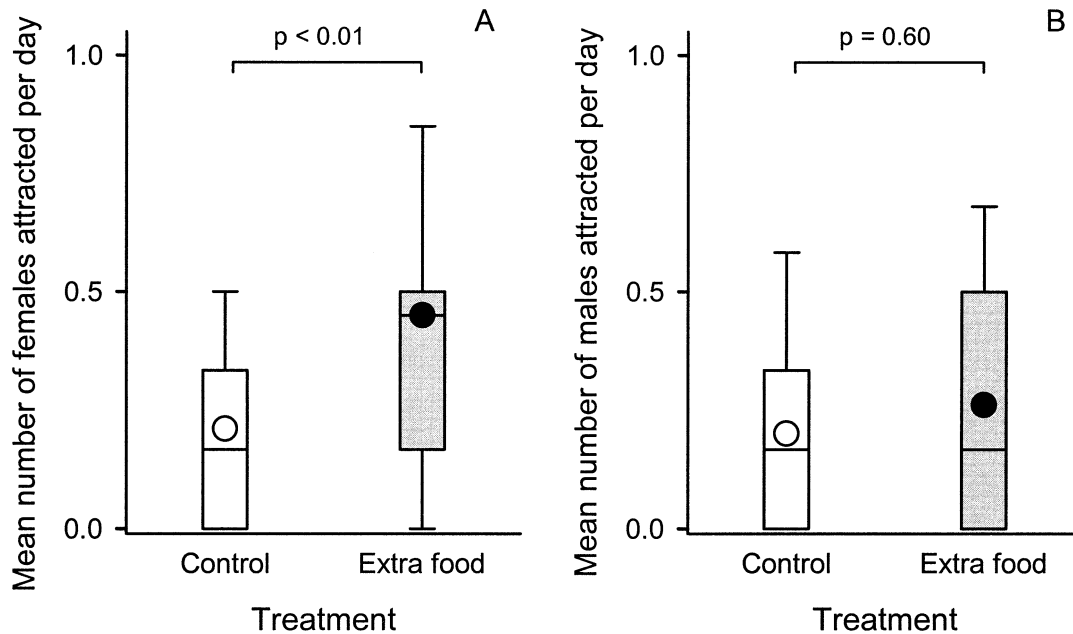 A
p < 0.01
Mean number of females attracted per day
1.0
0.5
0.0
Control
Extra food
Treatment
B
p = 0.60
Mean number of males attracted per day
1.0
0.5
0.0
Control
Extra food
Treatment